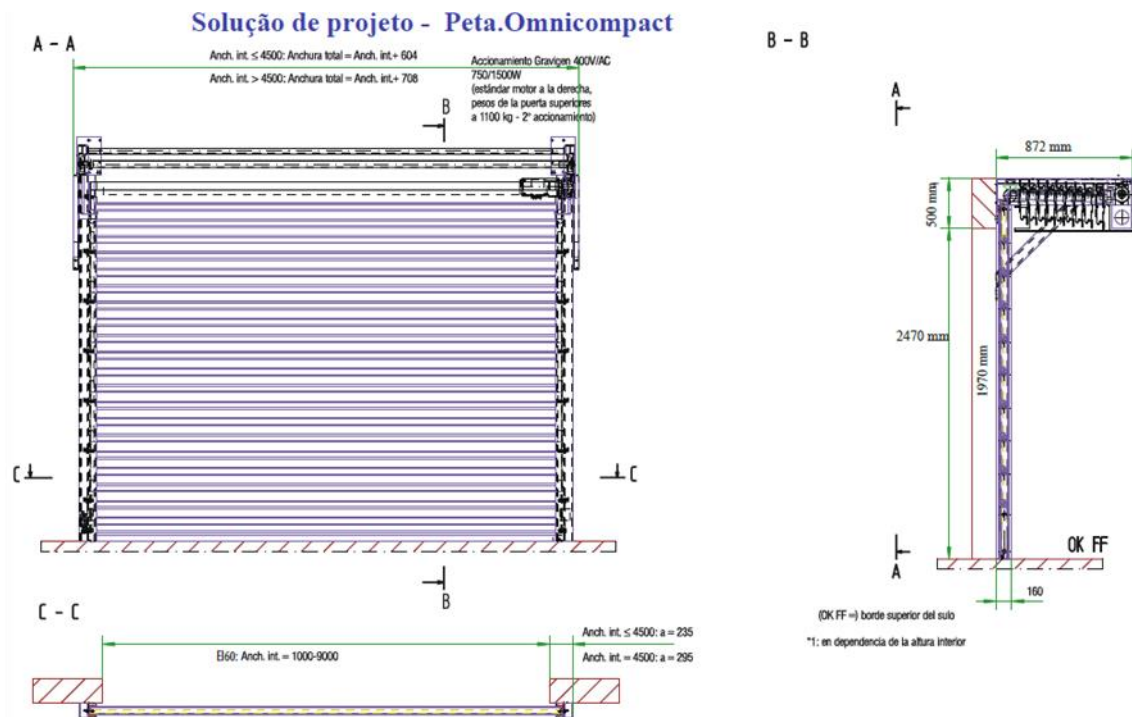 Solução de projeto - Peta.Omnicompact
A - A
Anch. int. ≤ 4500: Anchura total = Anch. int.+ 604
Anch. int. > 4500: Anchura total = Anch. int.+ 708
Accionamiento Gravigen 400V/AC
750/1500W
(estándar motor a la derecha,
pesos de la puerta superiores
a 1100 kg - 2° accionamiento)
B
C
C
B
B - B
A
872 mm
500 mm
2470 mm
1970 mm
OK FF
A
160
(OK FF =) borde superior del sulo
*1: en dependencia de la altura interior
C - C
EI60: Anch. int. = 1000-9000
Anch. int. ≤ 4500: a = 235
Anch. int. = 4500: a = 295